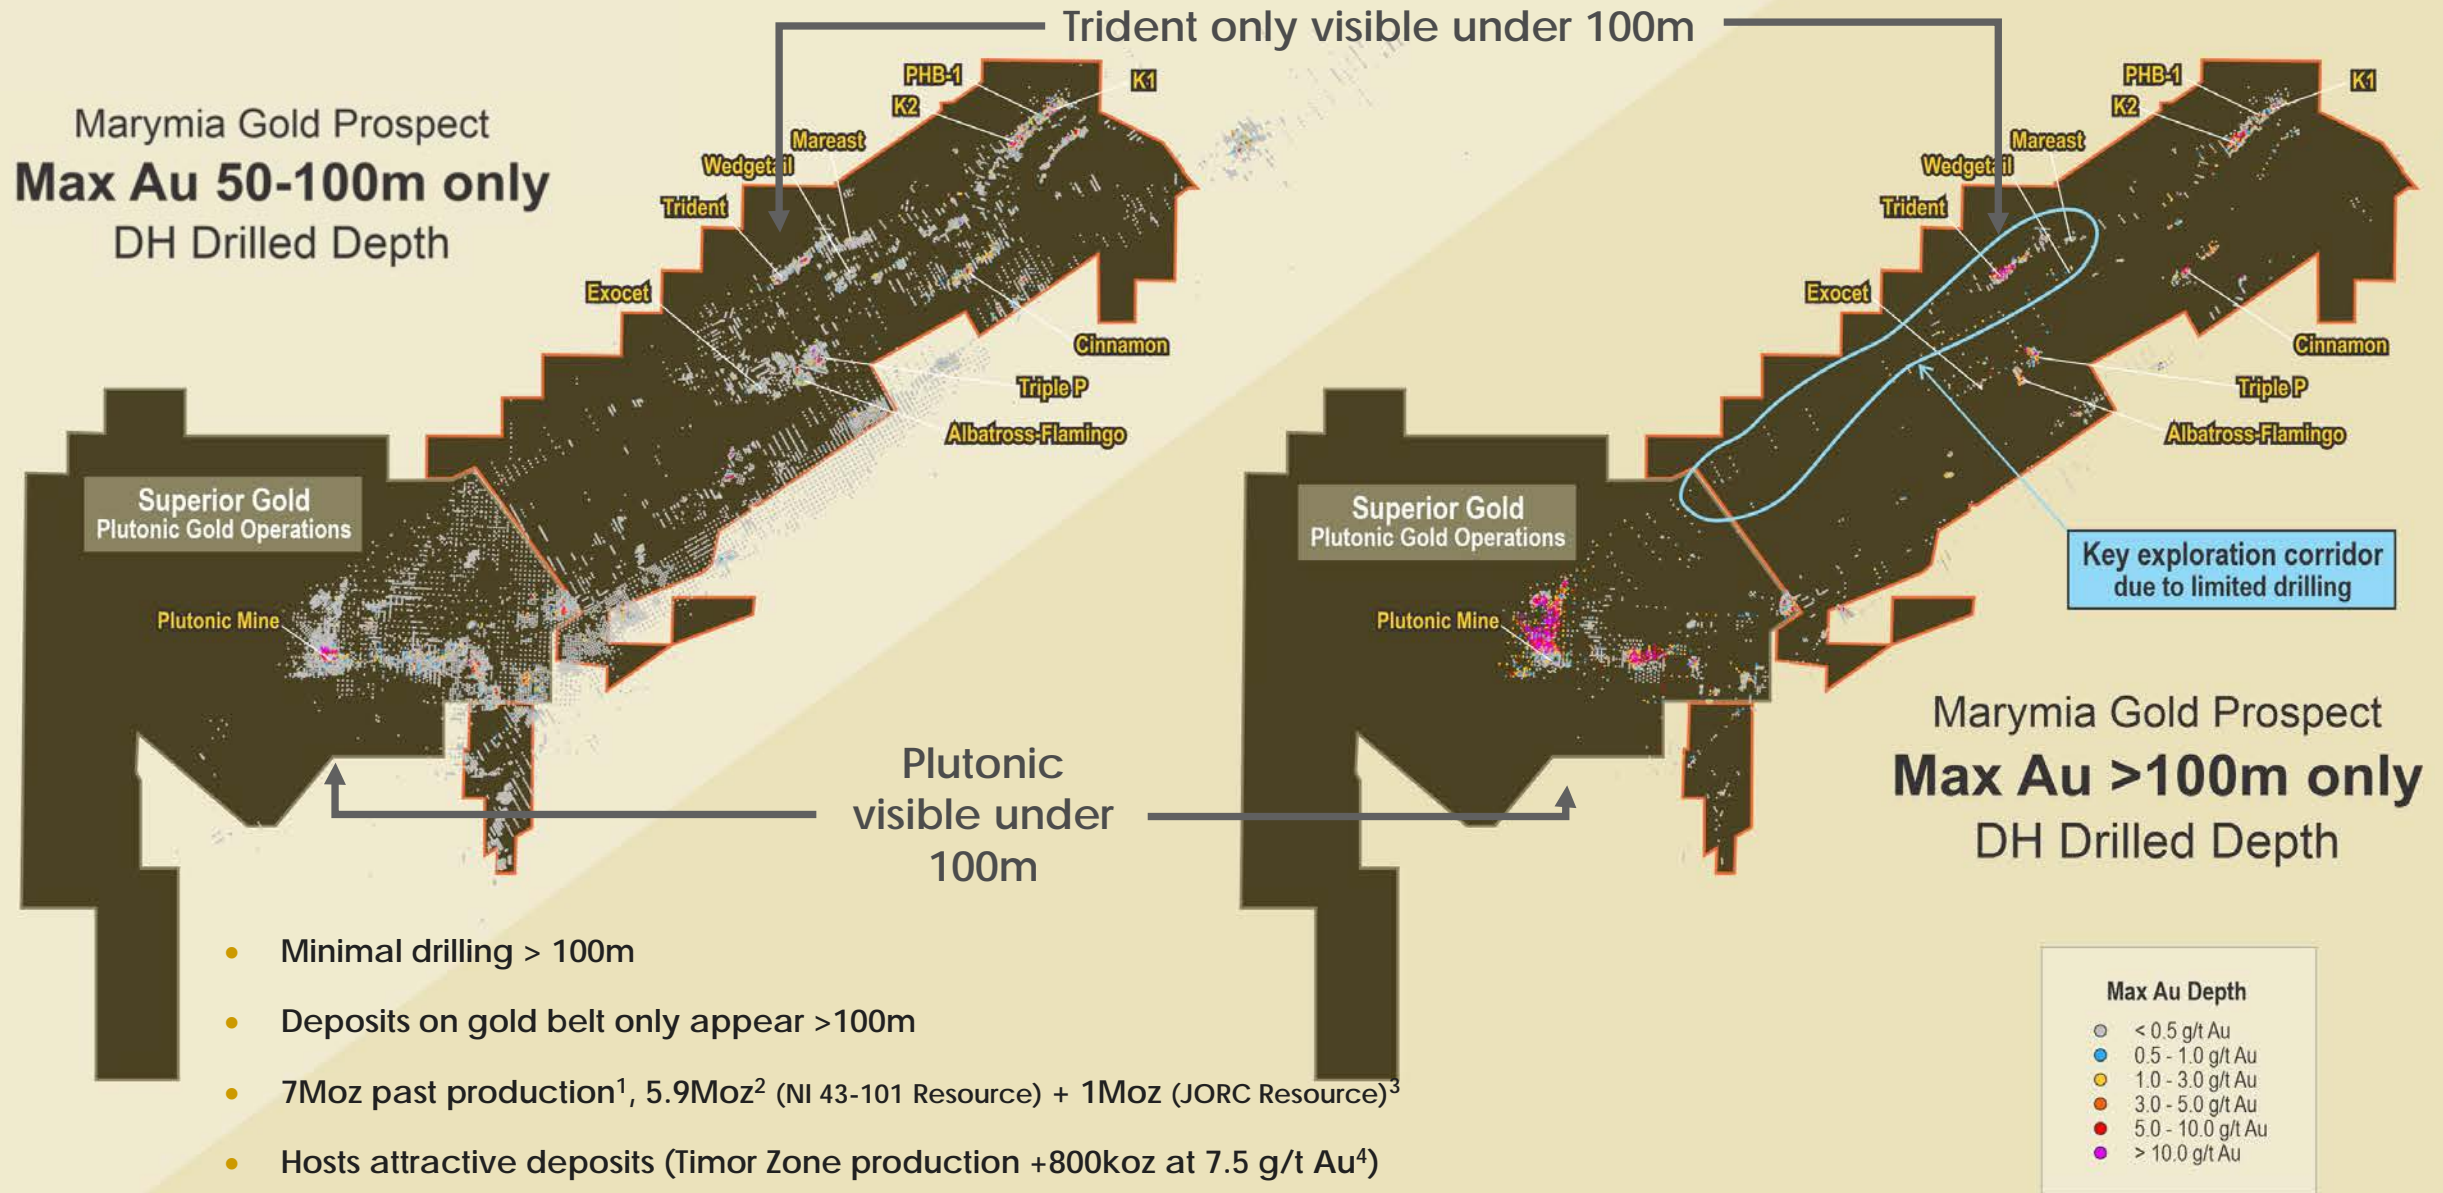 Trident only visible under 100m
Marymia Gold Prospect
Max Au 50-100m only
DH Drilled Depth
PHB-1
K1
K2
Mareast
Wedgetail
Trident
Exocet
Cinnamon
Triple P
Albatross-Flamingo
Superior Gold
Plutonic Gold Operations
Plutonic Mine
PHB-1
K1
K2
Mareast
Wedgetail
Trident
Exocet
Cinnamon
Triple P
Albatross-Flamingo
Superior Gold
Plutonic Gold Operations
Plutonic Mine
Key exploration corridor
due to limited drilling
Marymia Gold Prospect
Max Au >100m only
DH Drilled Depth
Plutonic
visible under
100m
• Minimal drilling > 100m
• Deposits on gold belt only appear >100m
• 7Moz past production¹, 5.9Moz² (NI 43-101 Resource) + 1Moz (JORC Resource)³
• Hosts attractive deposits (Timor Zone production +800koz at 7.5 g/t Au⁴)
Max Au Depth
< 0.5 g/t Au
0.5 - 1.0 g/t Au
1.0 - 3.0 g/t Au
3.0 - 5.0 g/t Au
5.0 - 10.0 g/t Au
> 10.0 g/t Au